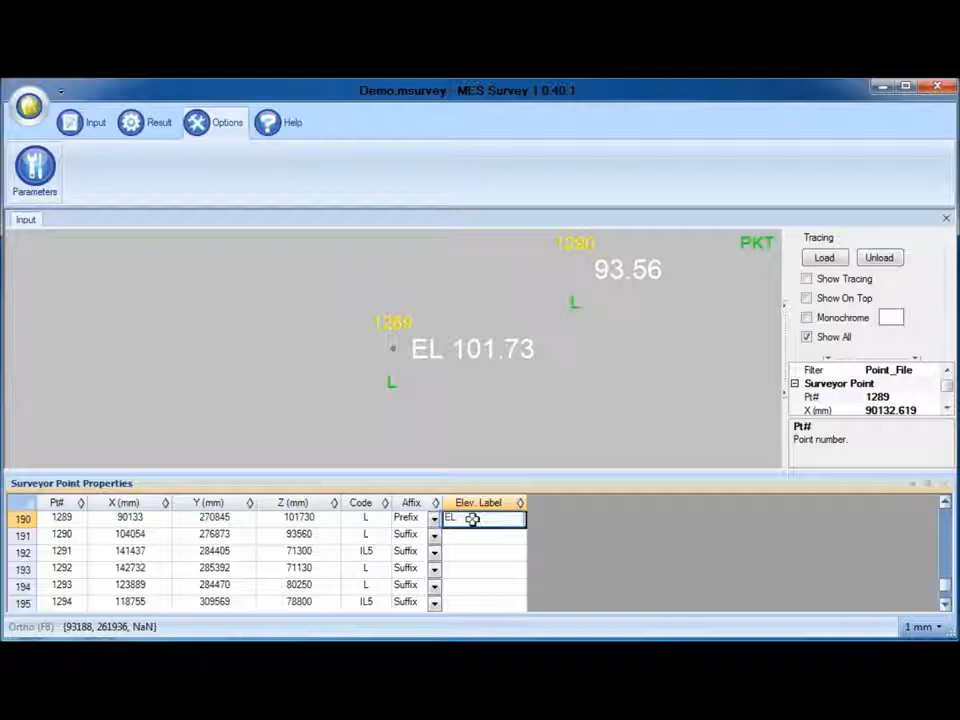 Demo.msurvey - MES Survey 1.0.40.1
Input Result Options Help
Parameters
Input
1290 PKT
93.56
L
1289
EL 101.73
L
Tracing
Load Unload
Show Tracing
Show On Top
Monochrome
Show All
Filter Point_File
Surveyor Point
Pt# 1289
X (mm) 90132.619
Pt#
Point number.
Surveyor Point Properties
Pt# X (mm) Y (mm) Z (mm) Code Affix Elev. Label
190 1289 90133 270845 101730 L Prefix EL
191 1290 104054 276873 93560 L Suffix
192 1291 141437 284405 71300 IL5 Suffix
193 1292 142732 285392 71130 L Suffix
194 1293 123889 284470 80250 L Suffix
195 1294 118755 309569 78800 IL5 Suffix
Ortho (F8) {93188, 261936, NaN} 1 mm